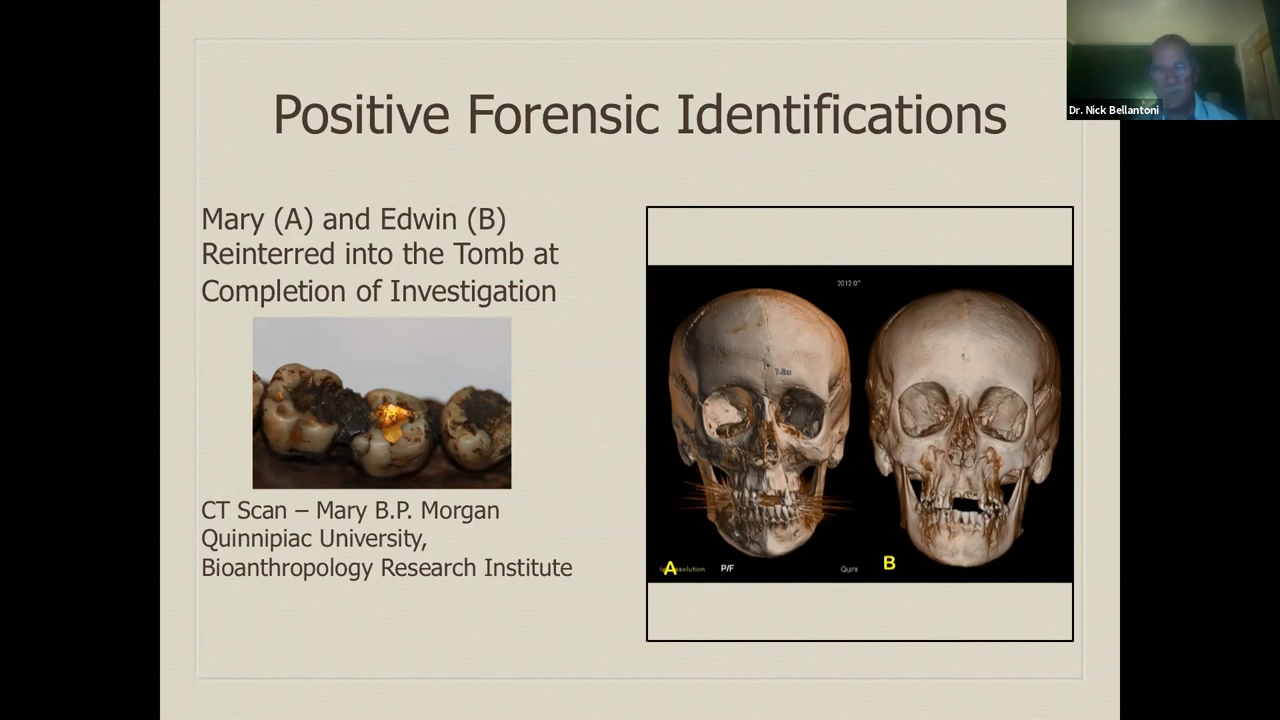 Dr. Nick Bellantoni
Positive Forensic Identifications
Mary (A) and Edwin (B)
Reinterred into the Tomb at
Completion of Investigation
CT Scan – Mary B.P. Morgan
Quinnipiac University,
Bioanthropology Research Institute
A
P/F
B